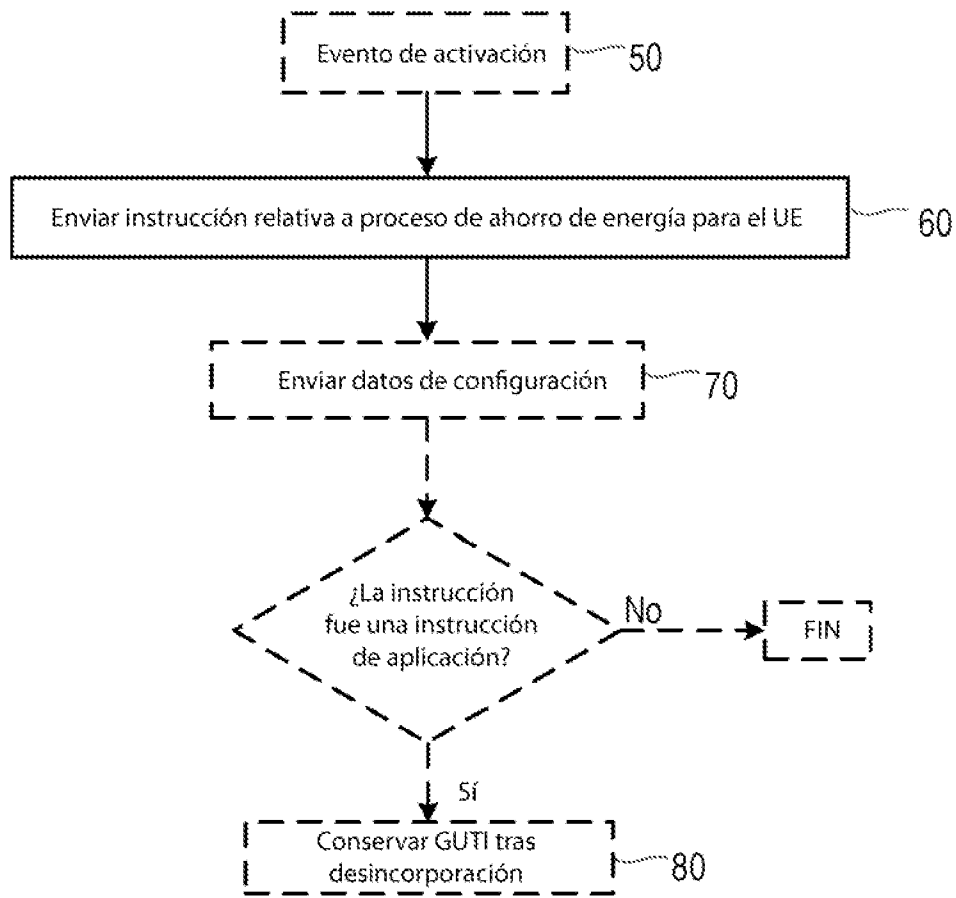 Evento de activación
50
Enviar instrucción relativa a proceso de ahorro de energía para el UE
60
Enviar datos de configuración
70
¿La instrucción
fue una instrucción
de aplicación?
No
FIN
Sí
Conservar GUTI tras
desincorporación
80